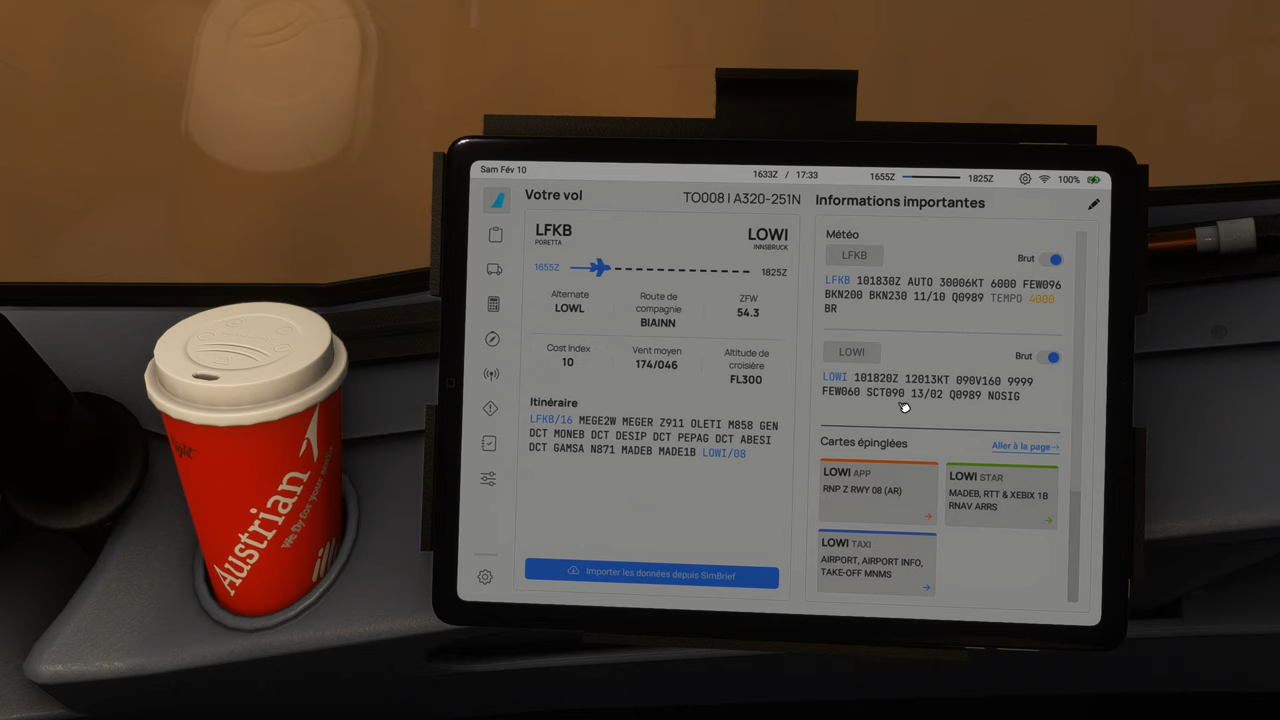 Sam Fév 10
1633Z / 17:33
1655Z
1825Z
100%
Votre vol
TO008 | A320-251N
LFKB
PORETTA
LOWI
INNSBRUCK
1655Z
1825Z
Alternate
LOWL
Route de
compagnie
BIAINN
ZFW
54.3
Cost index
10
Vent moyen
174/046
Altitude de
croisière
FL300
Itinéraire
LFKB/16 MEGE2W MEGER Z911 OLETI M858 GEN
DCT MONEB DCT DESIP DCT PEPAG DCT ABESI
DCT GAMSA N871 MADEB MADE1B LOWI/08
Importer les données depuis SimBrief
Informations importantes
Météo
LFKB
Brut
LFKB 101830Z AUTO 30006KT 6000 FEW096
BKN200 BKN230 11/10 Q0989 TEMPO 4000
BR
LOWI
Brut
LOWI 101820Z 12013KT 090V160 9999
FEW060 SCT090 13/02 Q0989 NOSIG
Cartes épinglées
Aller à la page
LOWI APP
RNP Z RWY 08 (AR)
LOWI STAR
MADEB, RTT & XEBIX 1B
RNAV ARRS
LOWI TAXI
AIRPORT, AIRPORT INFO,
TAKE-OFF MNMS
Austrian
We fly for your smile